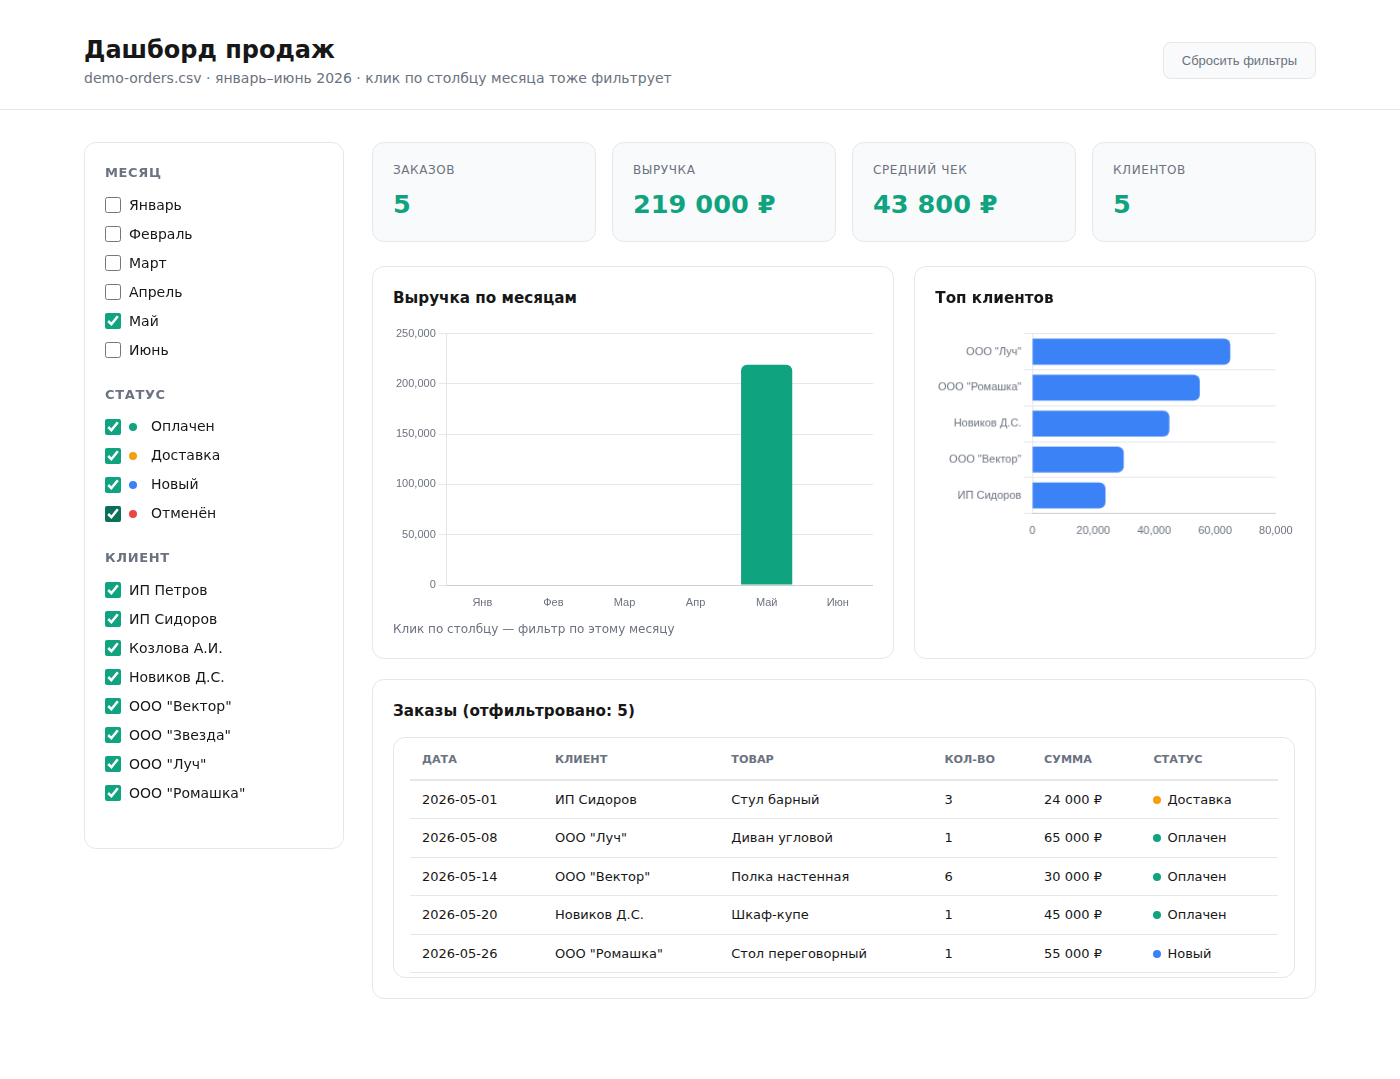 Дашборд продаж
demo-orders.csv · январь–июнь 2026 · клик по столбцу месяца тоже фильтрует
Сбросить фильтры
МЕСЯЦ
Январь
Февраль
Март
Апрель
Май
Июнь
СТАТУС
Оплачен
Доставка
Новый
Отменён
КЛИЕНТ
ИП Петров
ИП Сидоров
Козлова А.И.
Новиков Д.С.
ООО "Вектор"
ООО "Звезда"
ООО "Луч"
ООО "Ромашка"
ЗАКАЗОВ
5
ВЫРУЧКА
219 000 ₽
СРЕДНИЙ ЧЕК
43 800 ₽
КЛИЕНТОВ
5
Выручка по месяцам
250,000
200,000
150,000
100,000
50,000
0
Янв Фев Мар Апр Май Июн
Клик по столбцу — фильтр по этому месяцу
Топ клиентов
ООО "Луч"
ООО "Ромашка"
Новиков Д.С.
ООО "Вектор"
ИП Сидоров
0 20,000 40,000 60,000 80,000
Заказы (отфильтровано: 5)
ДАТА КЛИЕНТ ТОВАР КОЛ-ВО СУММА СТАТУС
2026-05-01 ИП Сидоров Стул барный 3 24 000 ₽ Доставка
2026-05-08 ООО "Луч" Диван угловой 1 65 000 ₽ Оплачен
2026-05-14 ООО "Вектор" Полка настенная 6 30 000 ₽ Оплачен
2026-05-20 Новиков Д.С. Шкаф-купе 1 45 000 ₽ Оплачен
2026-05-26 ООО "Ромашка" Стол переговорный 1 55 000 ₽ Новый